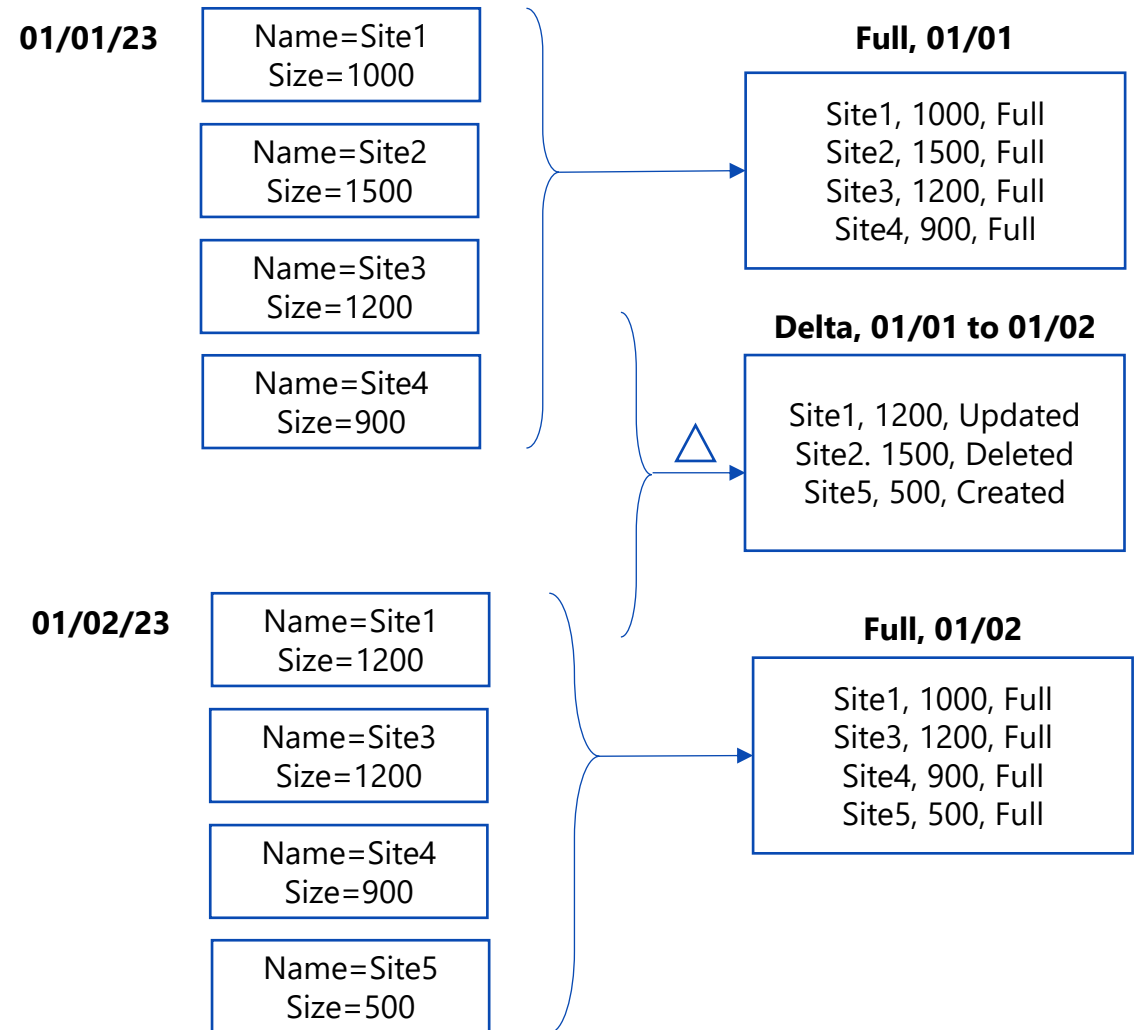 01/01/23
Name=Site1
Size=1000
Name=Site2
Size=1500
Name=Site3
Size=1200
Name=Site4
Size=900
Full, 01/01
Site1, 1000, Full
Site2, 1500, Full
Site3, 1200, Full
Site4, 900, Full
Delta, 01/01 to 01/02
Site1, 1200, Updated
Site2. 1500, Deleted
Site5, 500, Created
01/02/23
Name=Site1
Size=1200
Name=Site3
Size=1200
Name=Site4
Size=900
Name=Site5
Size=500
Full, 01/02
Site1, 1000, Full
Site3, 1200, Full
Site4, 900, Full
Site5, 500, Full